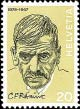 1878-1947
HELVETIA
C.F. Ramuz
20